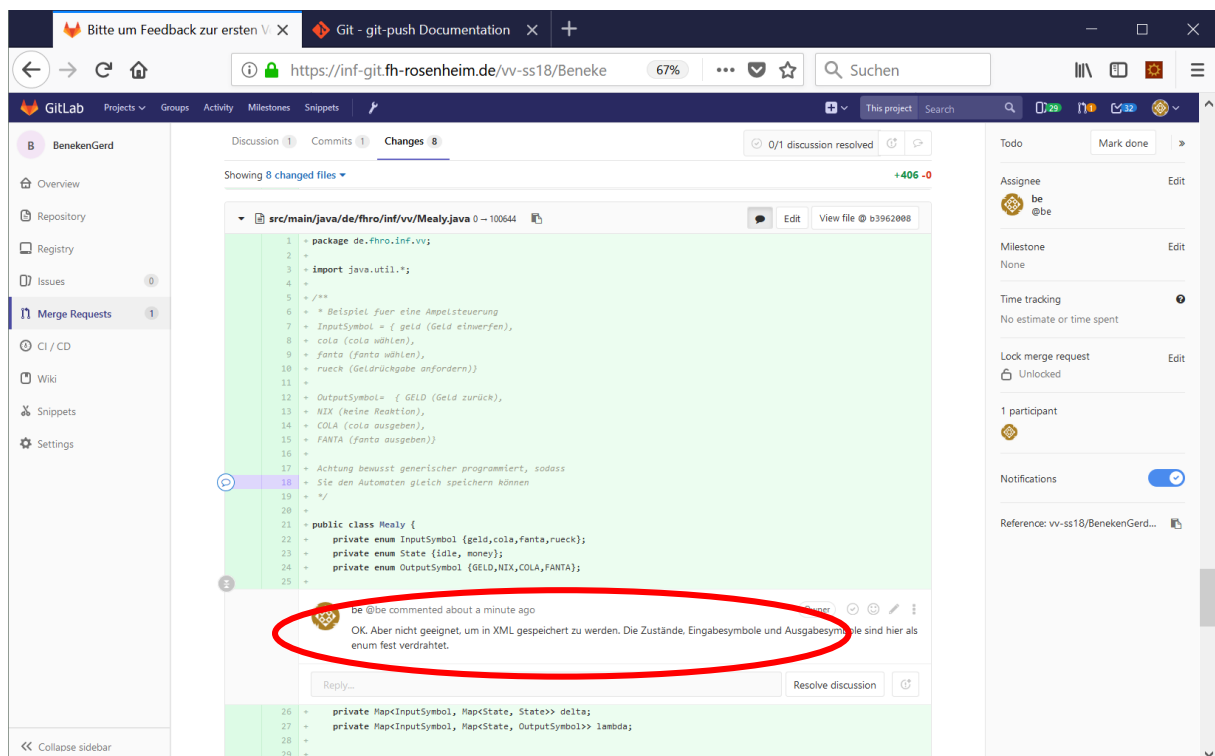 Bitte um Feedback zur ersten V
Git - git-push Documentation
https://inf-git.fh-rosenheim.de/vv-ss18/Beneke
67%
Suchen
GitLab Projects Groups Activity Milestones Snippets
This project Search
29
1
32
B BenekenGerd
Overview
Repository
Registry
Issues 0
Merge Requests 1
CI / CD
Wiki
Snippets
Settings
Collapse sidebar
Discussion 1 Commits 1 Changes 8
0/1 discussion resolved
Showing 8 changed files
+406 -0
src/main/java/de/fhro/inf/vv/Mealy.java 0 → 100644
Edit View file @ b3962008
1 + package de.fhro.inf.vv;
2 +
3 + import java.util.*;
4 +
5 + /**
6 + * Beispiel fuer eine Ampelsteuerung
7 + InputSymbol = { geld (Geld einwerfen),
8 + cola (cola wählen),
9 + fanta (fanta wählen),
10 + rueck (Geldrückgabe anfordern)}
11 +
12 + OutputSymbol= { GELD (Geld zurück),
13 + NIX (keine Reaktion),
14 + COLA (cola ausgeben),
15 + FANTA (fanta ausgeben)}
16 +
17 + Achtung bewusst generischer programmiert, sodass
18 + Sie den Automaten gleich speichern können
19 + */
20 +
21 + public class Mealy {
22 + private enum InputSymbol {geld,cola,fanta,rueck};
23 + private enum State {idle, money};
24 + private enum OutputSymbol {GELD,NIX,COLA,FANTA};
25 +
be @be commented about a minute ago
Owner
OK. Aber nicht geeignet, um in XML gespeichert zu werden. Die Zustände, Eingabesymbole und Ausgabesymbole sind hier als
enum fest verdrahtet.
Reply...
Resolve discussion
26 + private Map<InputSymbol, Map<State, State>> delta;
27 + private Map<InputSymbol, Map<State, OutputSymbol>> lambda;
28 +
29 +
Todo
Mark done
Assignee Edit
be
@be
Milestone Edit
None
Time tracking
No estimate or time spent
Lock merge request Edit
Unlocked
1 participant
Notifications
Reference: vv-ss18/BenekenGerd...